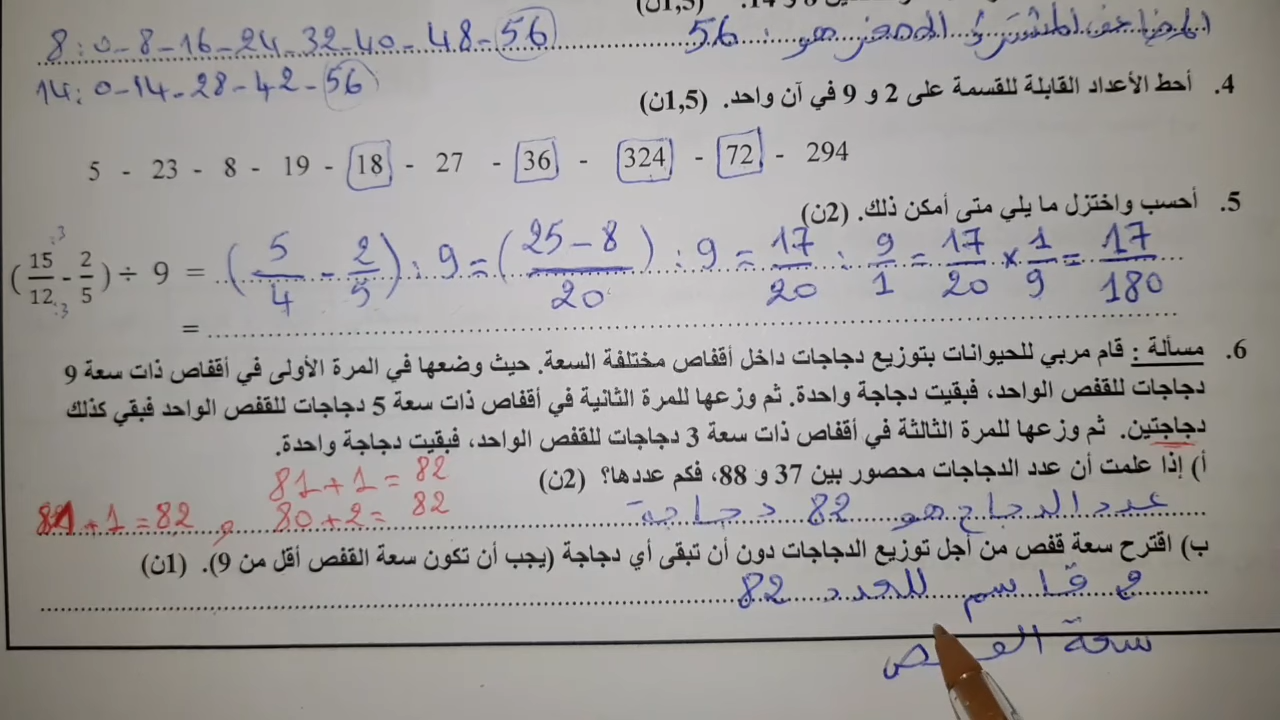 (1,5ن)
8 : 0 - 8 - 16 - 24 - 32 - 40 - 48 - 56 المضاعف المشترك الأصغر هو : 56
14 : 0 - 14 - 28 - 42 - 56
4. أحط الأعداد القابلة للقسمة على 2 و 9 في آن واحد. (1,5ن)
5 - 23 - 8 - 19 - 18 - 27 - 36 - 324 - 72 - 294
5. أحسب واختزل ما يلي متى أمكن ذلك. (2ن)
(15/12 - 2/5) ÷ 9 = (5/4 - 2/5) : 9 = (25 - 8 / 20) : 9 = 17/20 : 9/1 = 17/20 × 1/9 = 17/180
:3 :3
=
6. مسألة : قام مربي للحيوانات بتوزيع دجاجات داخل أقفاص مختلفة السعة. حيث وضعها في المرة الأولى في أقفاص ذات سعة 9
دجاجات للقفص الواحد، فبقيت دجاجة واحدة. ثم وزعها للمرة الثانية في أقفاص ذات سعة 5 دجاجات للقفص الواحد فبقي كذلك
دجاجتين. ثم وزعها للمرة الثالثة في أقفاص ذات سعة 3 دجاجات للقفص الواحد، فبقيت دجاجة واحدة.
أ) إذا علمت أن عدد الدجاجات محصور بين 37 و 88، فكم عددها؟ (2ن)
81 + 1 = 82
عدد الدجاج هو 82 دجاجة
80 + 2 = 82 و 81 + 1 = 82
ب) اقترح سعة قفص من أجل توزيع الدجاجات دون أن تبقى أي دجاجة (يجب أن تكون سعة القفص أقل من 9). (1ن)
قاسم للعدد 82
سعة القفص